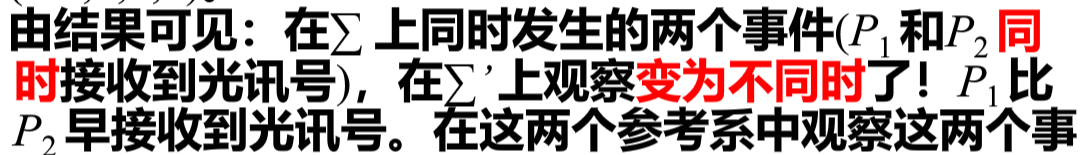 由结果可见：在∑ 上同时发生的两个事件(P₁和P₂同
时接收到光讯号)，在∑’上观察变为不同时了！P₁比
P₂早接收到光讯号。在这两个参考系中观察这两个事